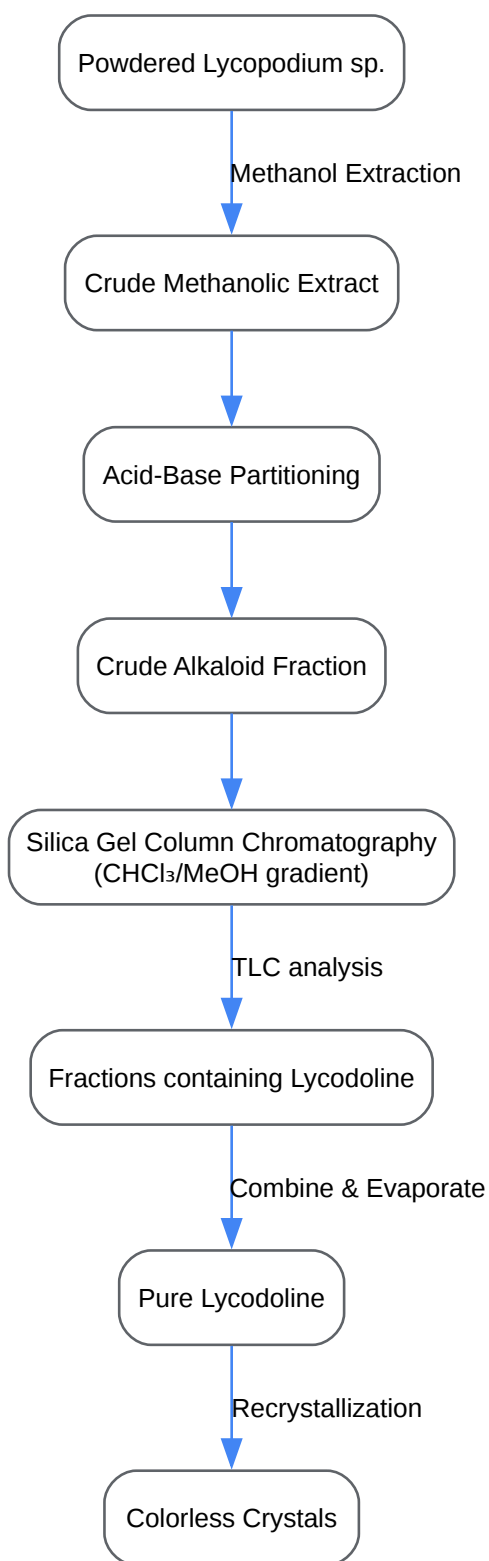 Powdered Lycopodium sp.
Methanol Extraction
Crude Methanolic Extract
Acid-Base Partitioning
Crude Alkaloid Fraction
Silica Gel Column Chromatography
(CHCl₃/MeOH gradient)
TLC analysis
Fractions containing Lycodoline
Combine & Evaporate
Pure Lycodoline
Recrystallization
Colorless Crystals